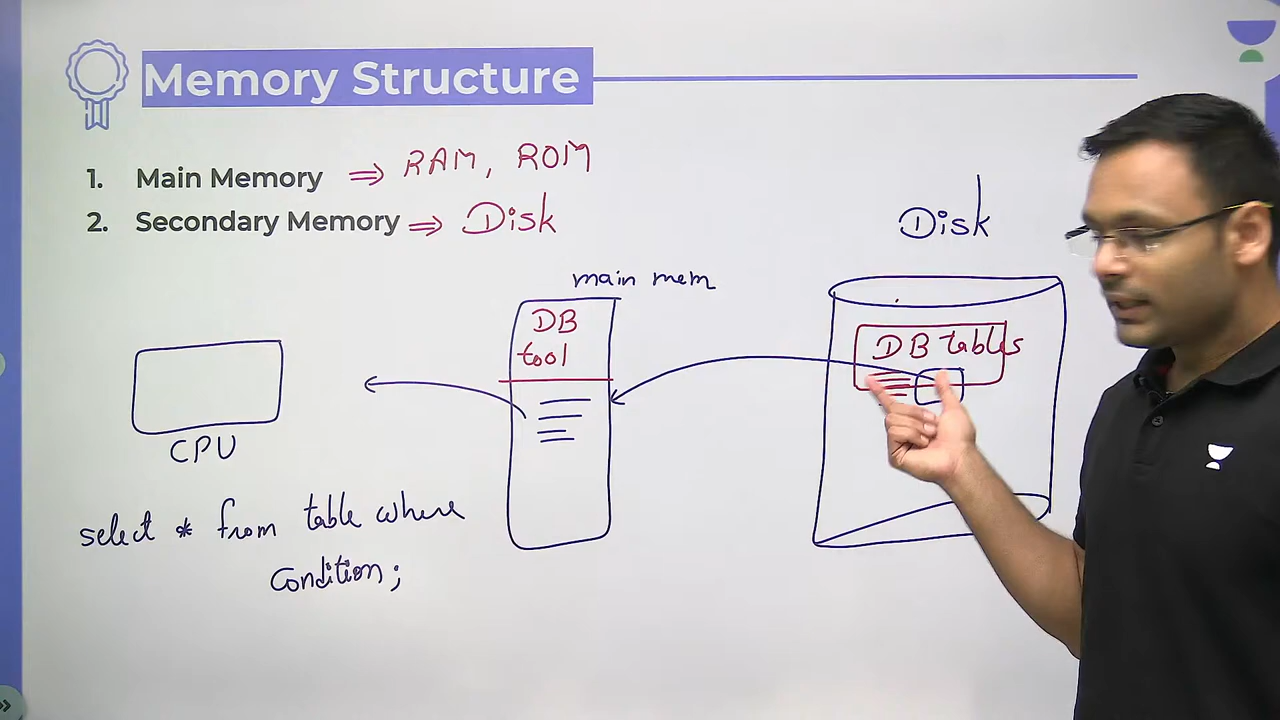 Memory Structure
1. Main Memory ⇒ RAM, ROM
2. Secondary Memory ⇒ Disk
Disk
main mem
DB
tool
DB tables
CPU
select * from table where
condition;
»